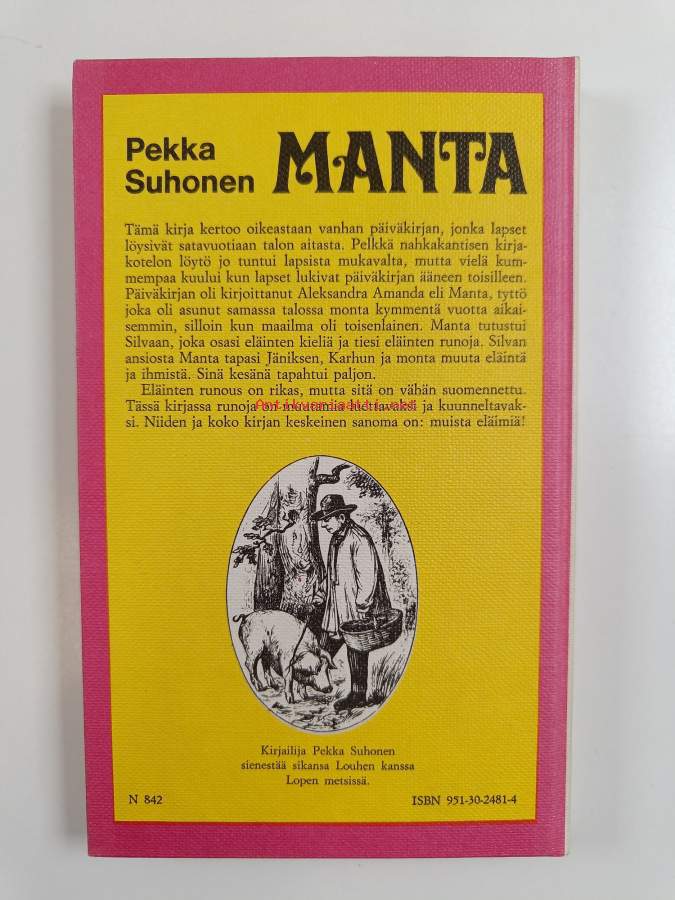 Pekka
Suhonen
MANTA
Tämä kirja kertoo oikeastaan vanhan päiväkirjan, jonka lapset
löysivät satavuotiaan talon aitasta. Pelkkä nahkakantisen kirja-
kotelon löytö jo tuntui lapsista mukavalta, mutta vielä kum-
mempaa kuului kun lapset lukivat päiväkirjan ääneen toisilleen.
Päiväkirjan oli kirjoittanut Aleksandra Amanda eli Manta, tyttö
joka oli asunut samassa talossa monta kymmentä vuotta aikai-
semmin, silloin kun maailma oli toisenlainen. Manta tutustui
Silvaan, joka osasi eläinten kieliä ja tiesi eläinten runoja. Silvan
ansiosta Manta tapasi Jäniksen, Karhun ja monta muuta eläintä
ja ihmistä. Sinä kesänä tapahtui paljon.
Eläinten runous on rikas, mutta sitä on vähän suomennettu.
Tässä kirjassa runoja on muutamia luettavaksi ja kuunneltavak-
Antikvariaatti.net
si. Niiden ja koko kirjan keskeinen sanoma on: muista eläimiä!
Kirjailija Pekka Suhonen
sienestää sikansa Louhen kanssa
Lopen metsissä.
N 842
ISBN 951-30-2481-4